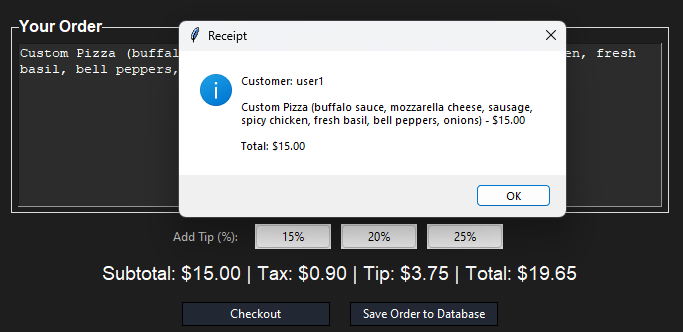 Your Order
Receipt
Custom Pizza (buffal
en, fresh
basil, bell peppers,
Customer: user1
Custom Pizza (buffalo sauce, mozzarella cheese, sausage,
spicy chicken, fresh basil, bell peppers, onions) - $15.00
Total: $15.00
OK
Add Tip (%): 15% 20% 25%
Subtotal: $15.00 | Tax: $0.90 | Tip: $3.75 | Total: $19.65
Checkout Save Order to Database